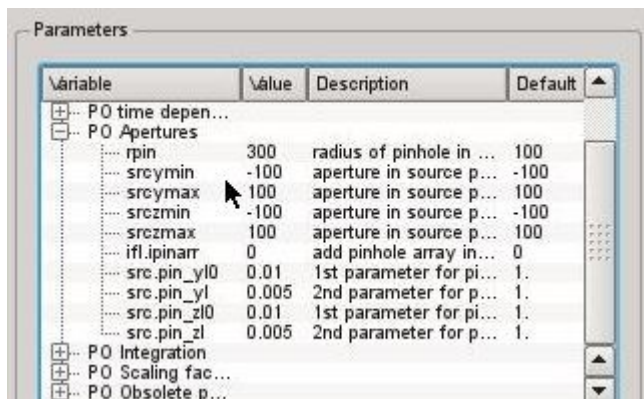 Parameters
Variable Value Description Default
PO time depen...
PO Apertures
rpin 300 radius of pinhole in ... 100
srcymin -100 aperture in source p... -100
srcymax 100 aperture in source p... 100
srczmin -100 aperture in source p... -100
srczmax 100 aperture in source p... 100
ifl.ipinarr 0 add pinhole array in... 0
src.pin_yl0 0.01 1st parameter for pi... 1.
src.pin_yl 0.005 2nd parameter for p... 1.
src.pin_zl0 0.01 1st parameter for pi... 1.
src.pin_zl 0.005 2nd parameter for p... 1.
PO Integration
PO Scaling fac...
PO Obsolete p...